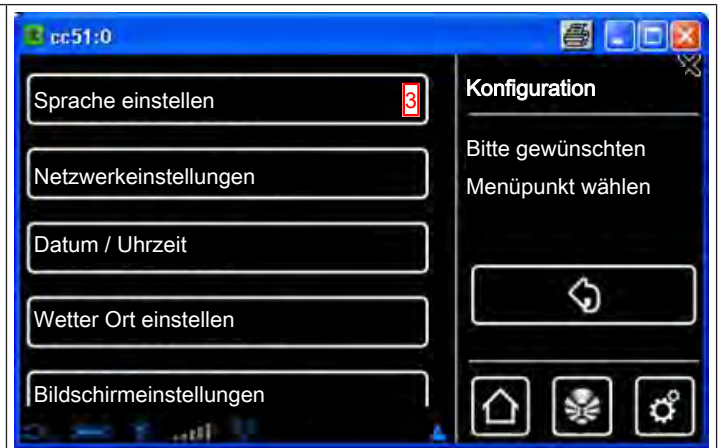 cc51:0
Sprache einstellen 3
Netzwerkeinstellungen
Datum / Uhrzeit
Wetter Ort einstellen
Bildschirmeinstellungen
Konfiguration
Bitte gewünschten
Menüpunkt wählen